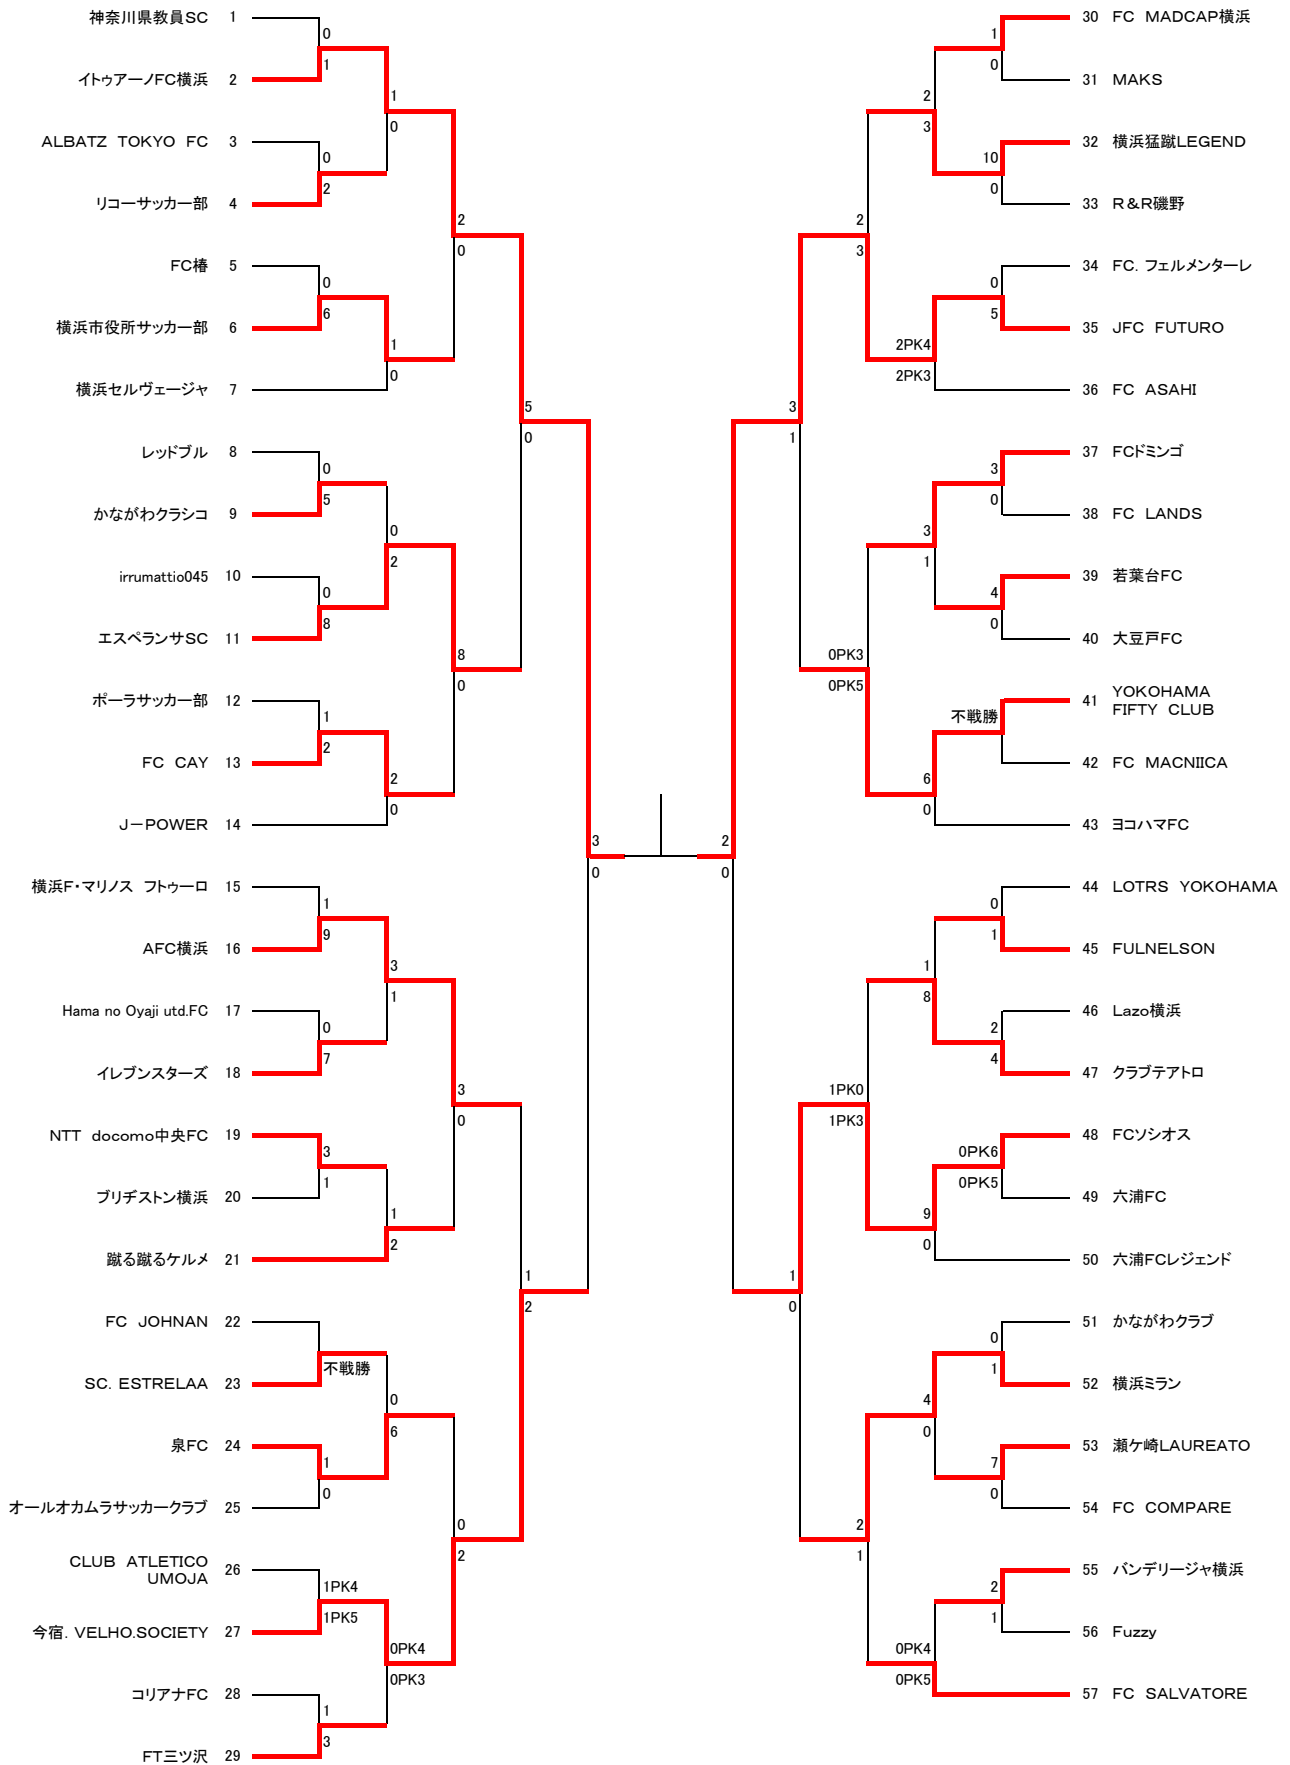 神奈川県教員SC 1
イトゥアーノFC横浜 2
ALBATZ TOKYO FC 3
リコーサッカー部 4
FC椿 5
横浜市役所サッカー部 6
横浜セルヴェージャ 7
レッドブル 8
かながわクラシコ 9
irrumattio045 10
エスペランサSC 11
ポーラサッカー部 12
FC CAY 13
J－POWER 14
横浜F・マリノス フトゥーロ 15
AFC横浜 16
Hama no Oyaji utd.FC 17
イレブンスターズ 18
NTT docomo中央FC 19
ブリヂストン横浜 20
蹴る蹴るケルメ 21
FC JOHNAN 22
SC. ESTRELAA 23
泉FC 24
オールオカムラサッカークラブ 25
CLUB ATLETICO
UMOJA 26
今宿. VELHO.SOCIETY 27
コリアナFC 28
FT三ツ沢 29
0
1
0
2
0
6
0
5
0
8
1
2
1
9
0
7
3
1
不戦勝
1
0
1PK4
1PK5
1
3
1
0
1
0
0
2
2
0
3
1
1
2
0
6
0PK4
0PK3
2
0
8
0
3
0
0
2
5
0
1
2
3
0
2
0
3
1
1
0
2
3
0PK3
0PK5
1PK0
1PK3
2
1
2
3
2PK4
2PK3
3
1
6
0
1
8
9
0
4
0
0PK4
0PK5
1
0
10
0
0
5
3
0
4
0
不戦勝
0
1
2
4
0PK6
0PK5
0
1
7
0
2
1
30 FC MADCAP横浜
31 MAKS
32 横浜猛蹴LEGEND
33 R＆R磯野
34 FC. フェルメンターレ
35 JFC FUTURO
36 FC ASAHI
37 FCドミンゴ
38 FC LANDS
39 若葉台FC
40 大豆戸FC
41 YOKOHAMA
FIFTY CLUB
42 FC MACNIICA
43 ヨコハマFC
44 LOTRS YOKOHAMA
45 FULNELSON
46 Lazo横浜
47 クラブテアトロ
48 FCソシオス
49 六浦FC
50 六浦FCレジェンド
51 かながわクラブ
52 横浜ミラン
53 瀬ケ崎LAUREATO
54 FC COMPARE
55 バンデリージャ横浜
56 Fuzzy
57 FC SALVATORE